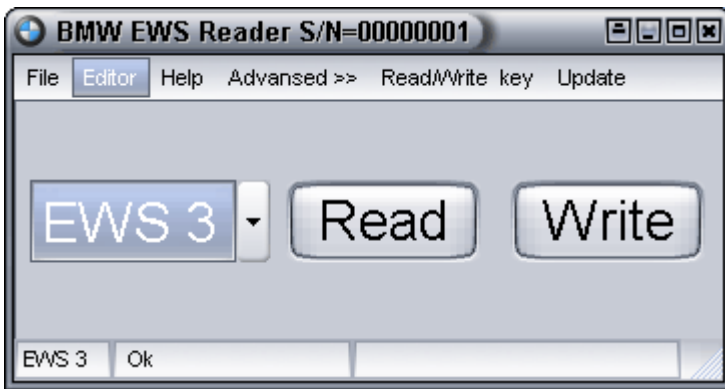 BMW EWS Reader S/N=00000001
File Editor Help Advansed >> Read/Write key Update
EWS 3 Read Write
EWS 3 Ok